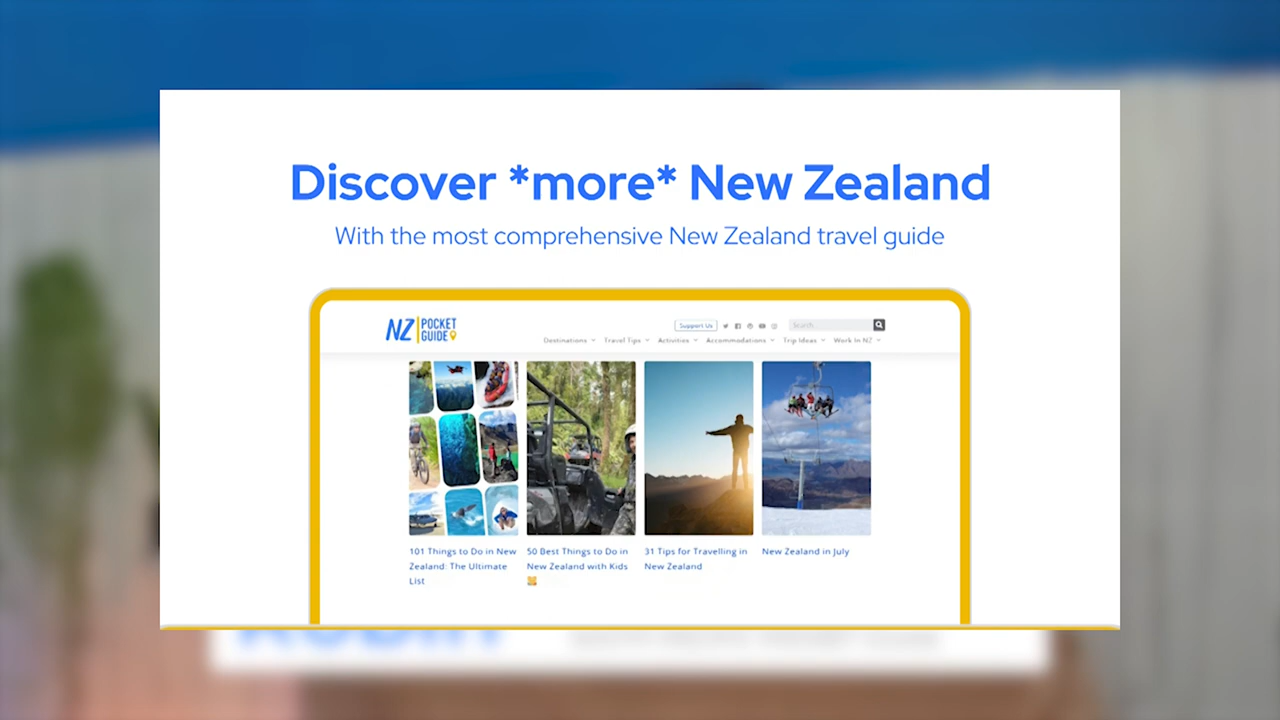 Discover *more* New Zealand
With the most comprehensive New Zealand travel guide
NZ POCKET GUIDE
Support Us
Search
Destinations
Travel Tips
Activities
Accommodations
Trip Ideas
Work In NZ
101 Things to Do in New
Zealand: The Ultimate
List
50 Best Things to Do in
New Zealand with Kids
31 Tips for Travelling in
New Zealand
New Zealand in July